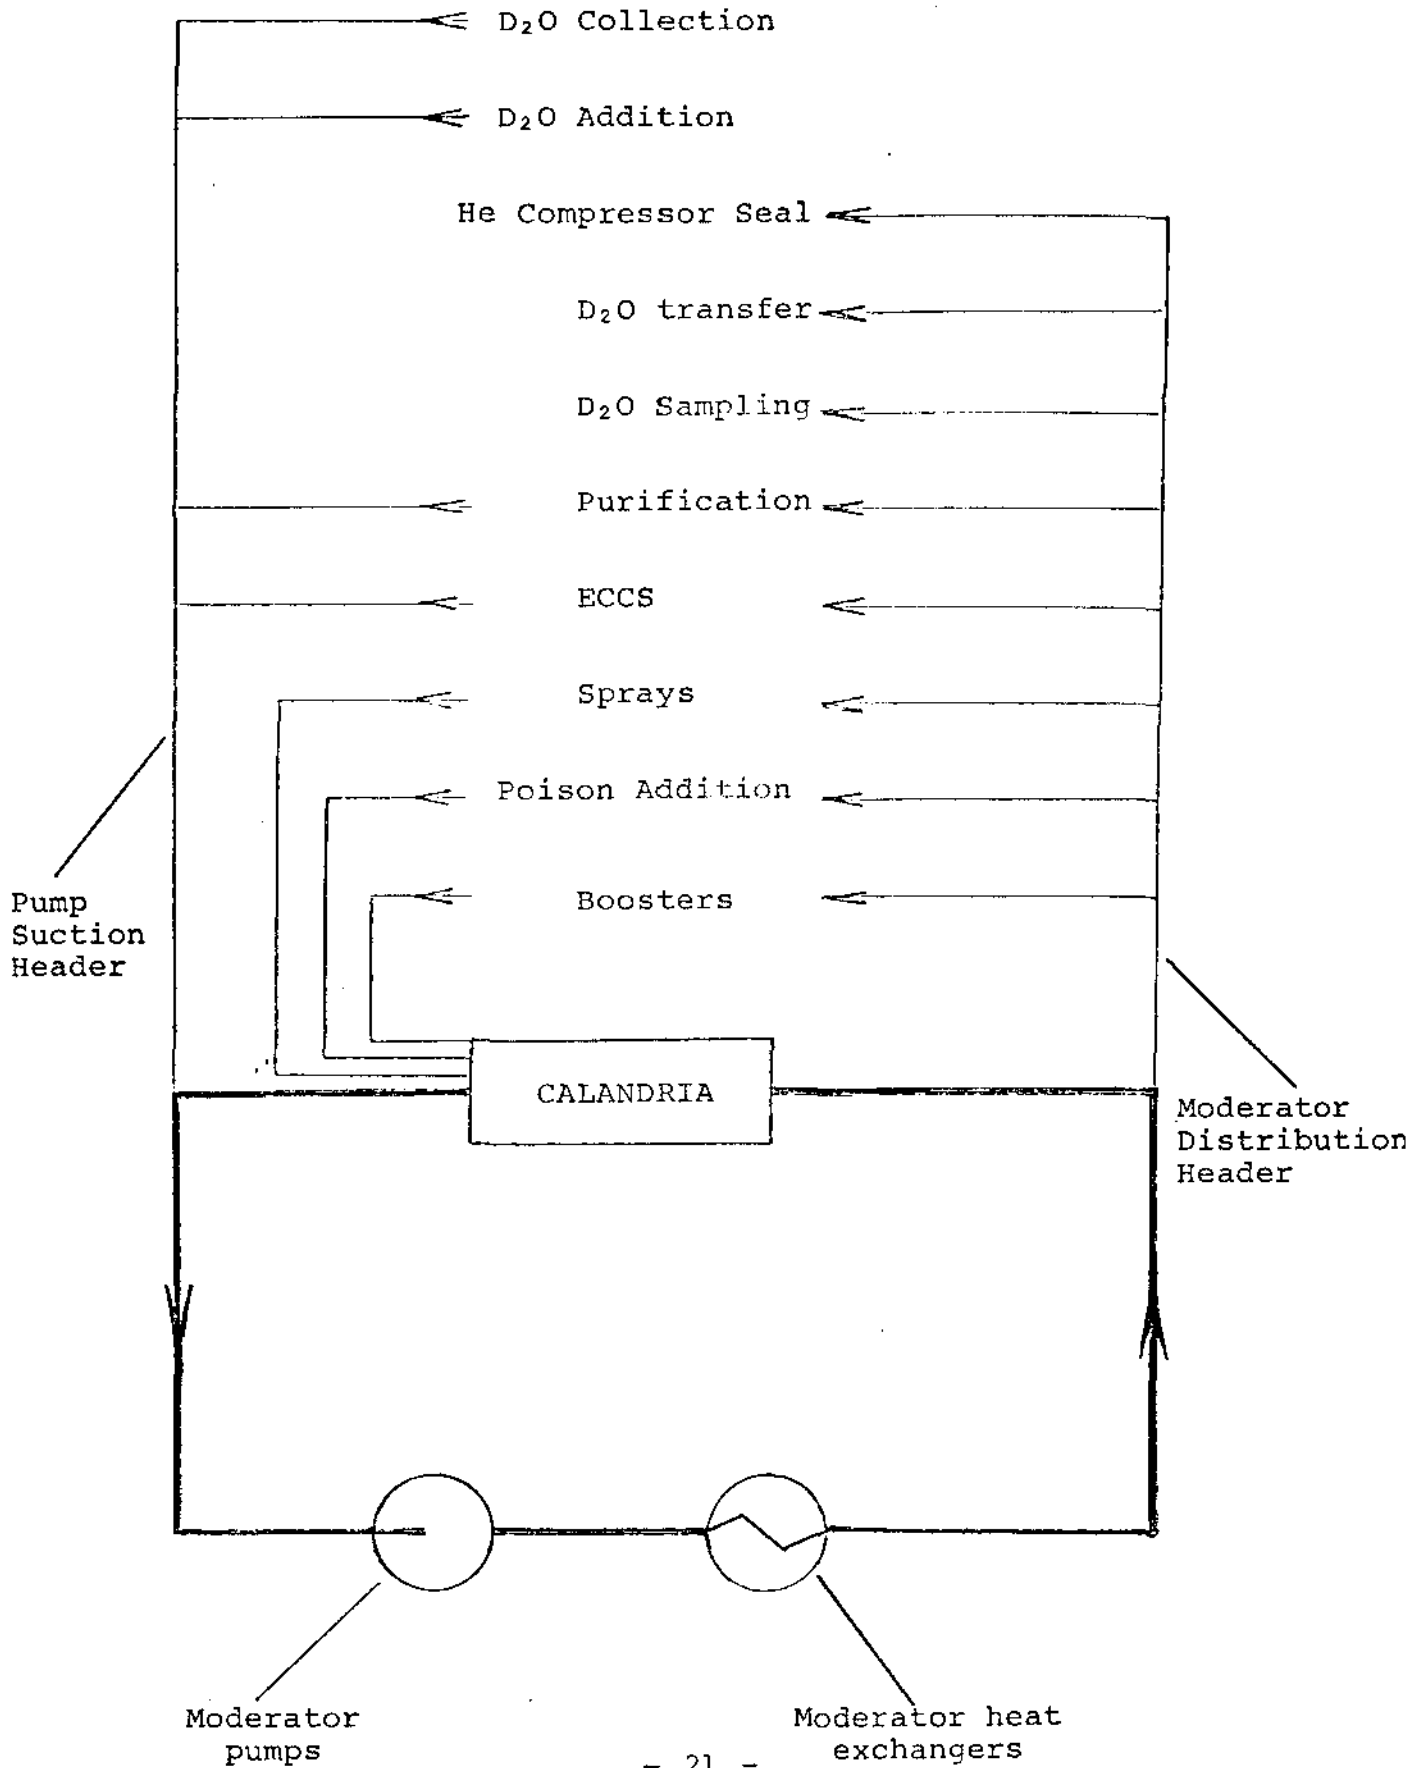 D₂O Collection
D₂O Addition
He Compressor Seal
D₂O transfer
D₂O Sampling
Purification
ECCS
Sprays
Poison Addition
Boosters
Pump
Suction
Header
CALANDRIA
Moderator
Distribution
Header
Moderator
pumps
Moderator heat
exchangers
- 21 -